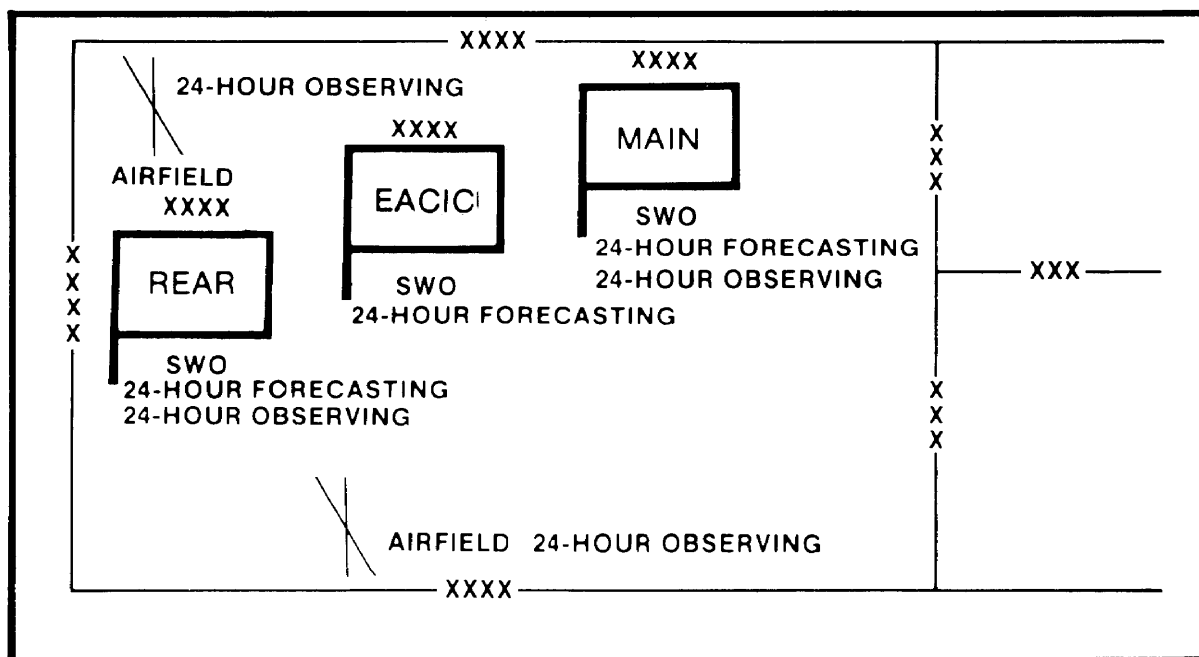 XXXX
24-HOUR OBSERVING
AIRFIELD
XXXX
REAR
SWO
24-HOUR FORECASTING
24-HOUR OBSERVING
XXXX
EACIC
SWO
24-HOUR FORECASTING
XXXX
MAIN
SWO
24-HOUR FORECASTING
24-HOUR OBSERVING
X
X
X
X
X
X
X
XXX
X
X
X
AIRFIELD 24-HOUR OBSERVING
XXXX